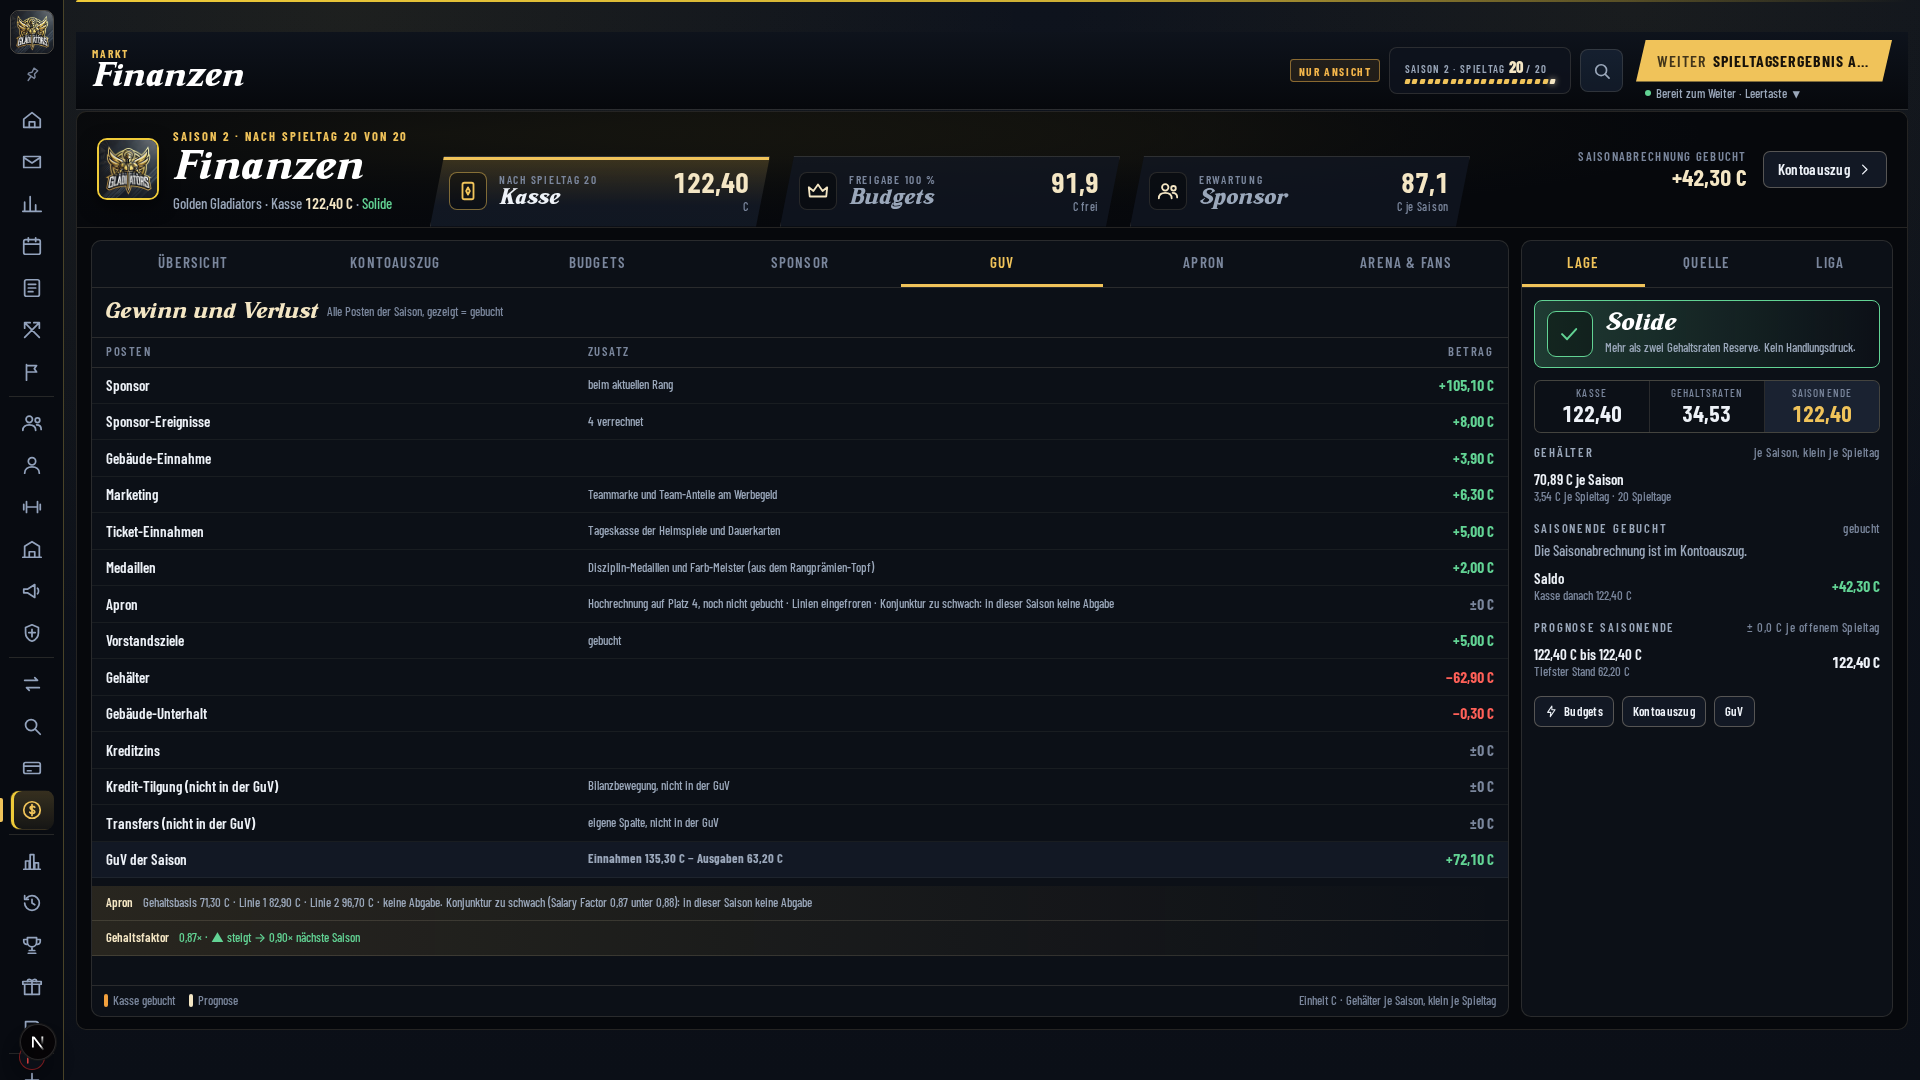 MARKT
Finanzen
NUR ANSICHT
SAISON 2 · SPIELTAG 20 / 20
WEITER SPIELTAGSERGEBNIS A...
Bereit zum Weiter · Leertaste ▼
GLADIATORS
SAISON 2 · NACH SPIELTAG 20 VON 20
Finanzen
Golden Gladiators · Kasse 122,40 C · Solide
NACH SPIELTAG 20
Kasse
122,40
C
FREIGABE 100 %
Budgets
91,9
C frei
ERWARTUNG
Sponsor
87,1
C je Saison
SAISONABRECHNUNG GEBUCHT
+42,30 C
Kontoauszug
ÜBERSICHT
KONTOAUSZUG
BUDGETS
SPONSOR
GUV
APRON
ARENA & FANS
Gewinn und Verlust Alle Posten der Saison, gezeigt = gebucht
POSTEN ZUSATZ BETRAG
Sponsor beim aktuellen Rang +105,10 C
Sponsor-Ereignisse 4 verrechnet +8,00 C
Gebäude-Einnahme +3,90 C
Marketing Teammarke und Team-Anteile am Werbegeld +6,30 C
Ticket-Einnahmen Tageskasse der Heimspiele und Dauerkarten +5,00 C
Medaillen Disziplin-Medaillen und Farb-Meister (aus dem Rangprämien-Topf) +2,00 C
Apron Hochrechnung auf Platz 4, noch nicht gebucht · Linien eingefroren · Konjunktur zu schwach: in dieser Saison keine Abgabe ±0 C
Vorstandsziele gebucht +5,00 C
Gehälter −62,90 C
Gebäude-Unterhalt −0,30 C
Kreditzins ±0 C
Kredit-Tilgung (nicht in der GuV) Bilanzbewegung, nicht in der GuV ±0 C
Transfers (nicht in der GuV) eigene Spalte, nicht in der GuV ±0 C
GuV der Saison Einnahmen 135,30 C − Ausgaben 63,20 C +72,10 C
Apron Gehaltsbasis 71,30 C · Linie 1 82,90 C · Linie 2 96,70 C · keine Abgabe. Konjunktur zu schwach (Salary Factor 0,87 unter 0,88): in dieser Saison keine Abgabe
Gehaltsfaktor 0,87× · ▲ steigt → 0,90× nächste Saison
Kasse gebucht Prognose
Einheit C · Gehälter je Saison, klein je Spieltag
LAGE
QUELLE
LIGA
Solide
Mehr als zwei Gehaltsraten Reserve. Kein Handlungsdruck.
KASSE
122,40
GEHALTSRATEN
34,53
SAISONENDE
122,40
GEHÄLTER je Saison, klein je Spieltag
70,89 C je Saison
3,54 C je Spieltag · 20 Spieltage
SAISONENDE GEBUCHT gebucht
Die Saisonabrechnung ist im Kontoauszug.
Saldo
Kasse danach 122,40 C
+42,30 C
PROGNOSE SAISONENDE ± 0,0 C je offenem Spieltag
122,40 C bis 122,40 C
Tiefster Stand 62,20 C
122,40 C
Budgets
Kontoauszug
GuV
N